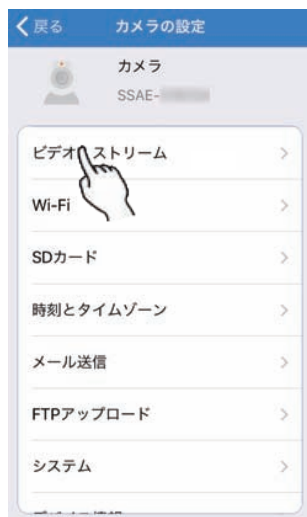 戻る カメラの設定
カメラ
SSAE-
ビデオ ストリーム
Wi-Fi
SDカード
時刻とタイムゾーン
メール送信
FTPアップロード
システム